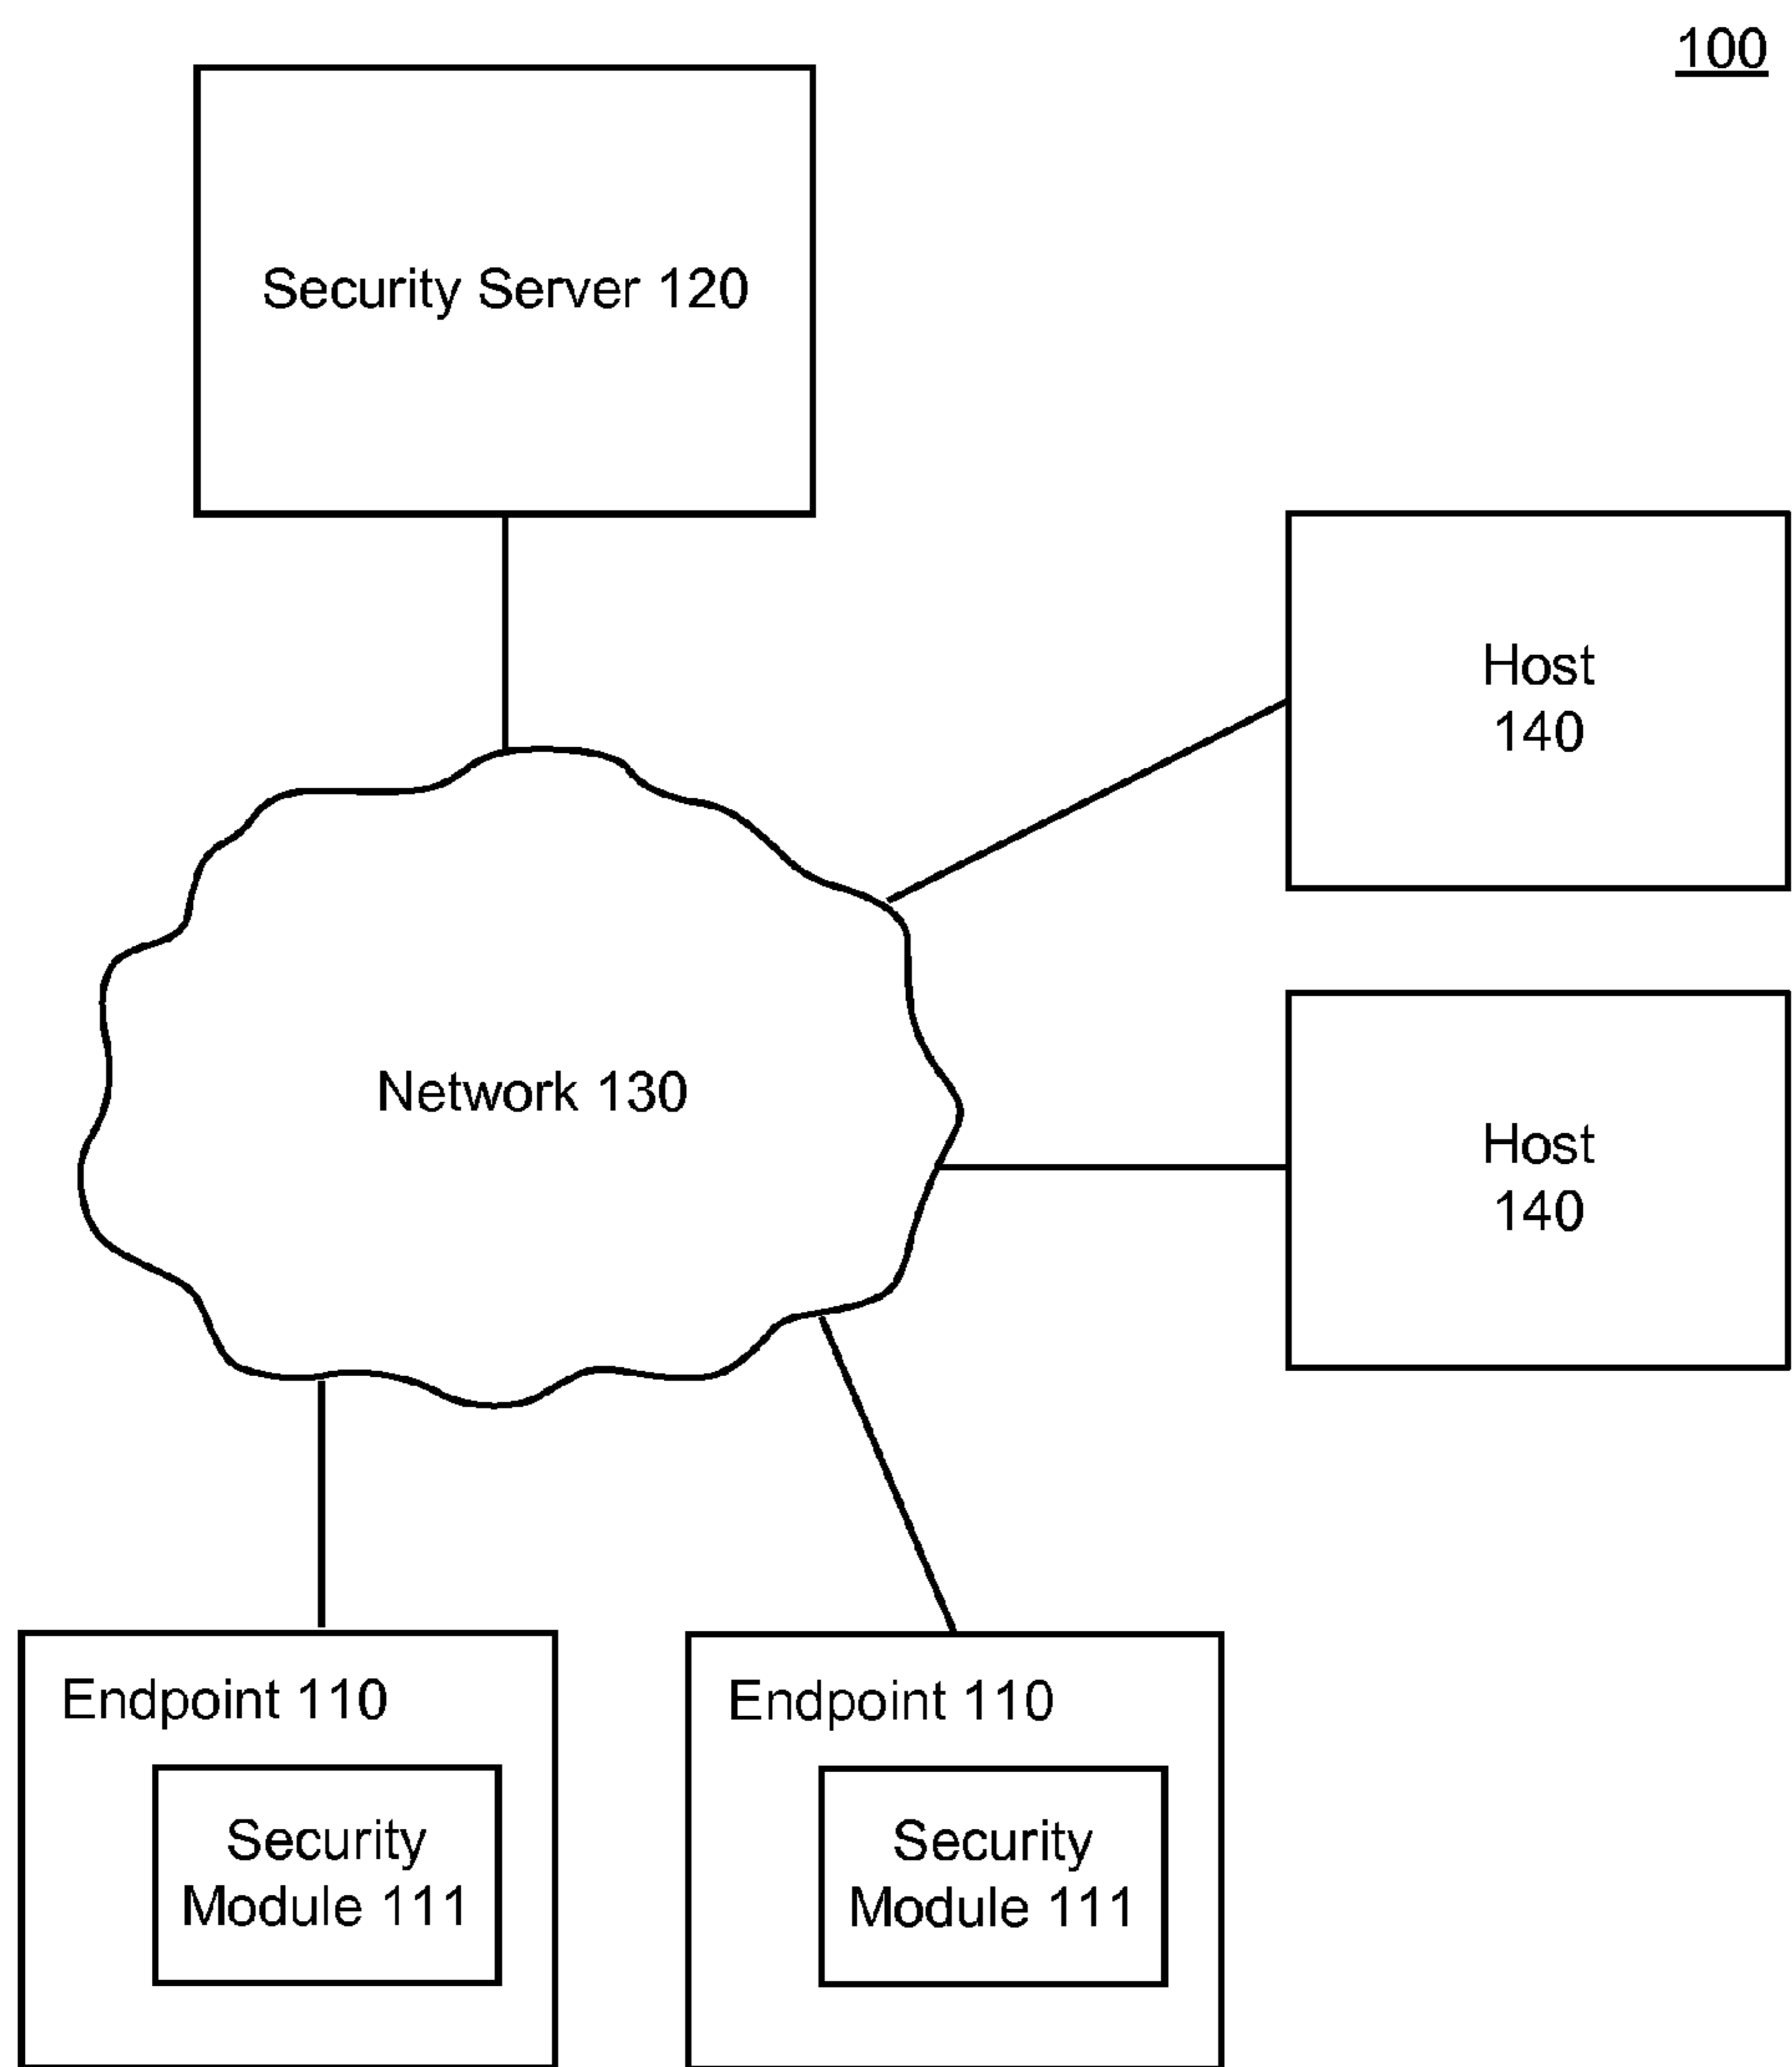 100
Security Server 120
Host
140
Network 130
Host
140
Endpoint 110
Security
Module 111
Endpoint 110
Security
Module 111